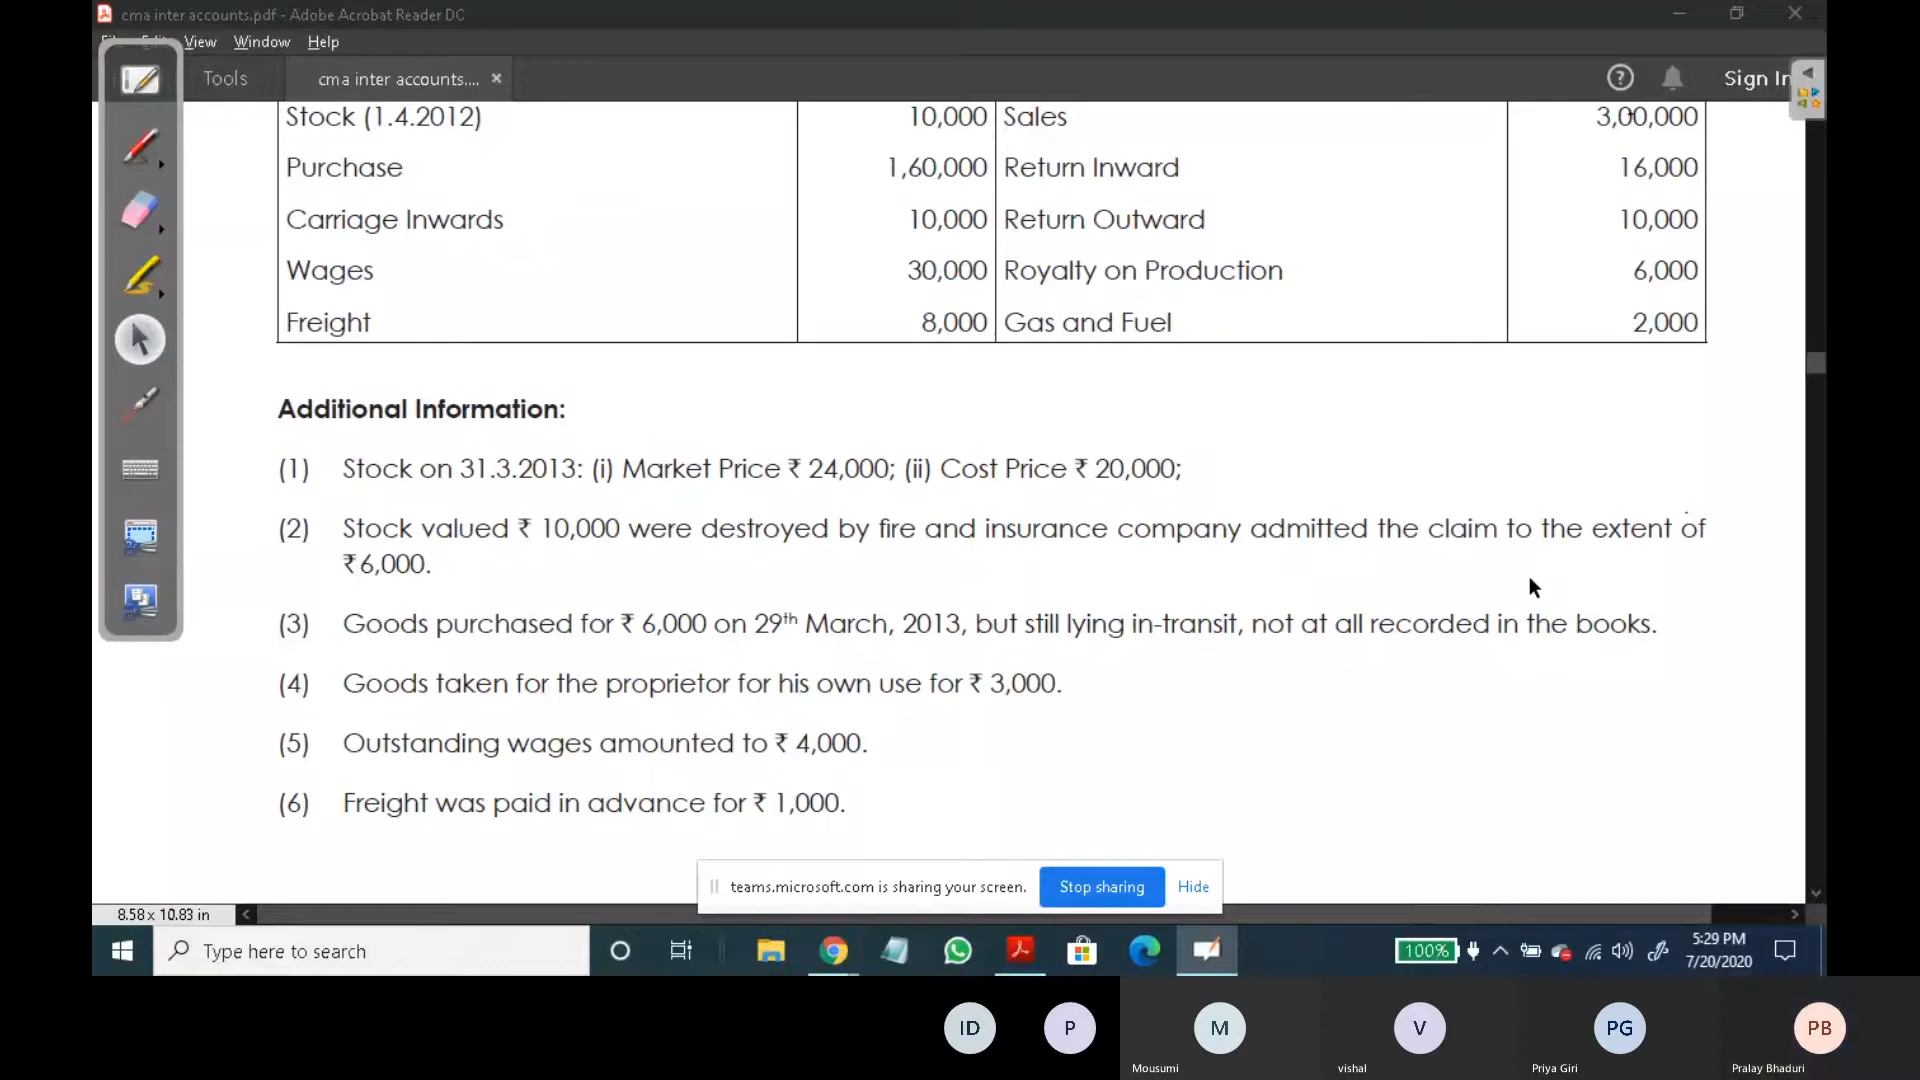 cma inter accounts.pdf - Adobe Acrobat Reader DC
View Window Help
Tools cma inter accounts.... × Sign In
Stock (1.4.2012) 10,000 Sales 3,00,000
Purchase 1,60,000 Return Inward 16,000
Carriage Inwards 10,000 Return Outward 10,000
Wages 30,000 Royalty on Production 6,000
Freight 8,000 Gas and Fuel 2,000
Additional Information:
(1) Stock on 31.3.2013: (i) Market Price ₹ 24,000; (ii) Cost Price ₹ 20,000;
(2) Stock valued ₹ 10,000 were destroyed by fire and insurance company admitted the claim to the extent of
₹6,000.
(3) Goods purchased for ₹ 6,000 on 29th March, 2013, but still lying in-transit, not at all recorded in the books.
(4) Goods taken for the proprietor for his own use for ₹ 3,000.
(5) Outstanding wages amounted to ₹ 4,000.
(6) Freight was paid in advance for ₹ 1,000.
teams.microsoft.com is sharing your screen. Stop sharing Hide
8.58 x 10.83 in
Type here to search
100%
5:29 PM
7/20/2020
ID P M V PG PB
Mousumi vishal Priya Giri Pralay Bhaduri